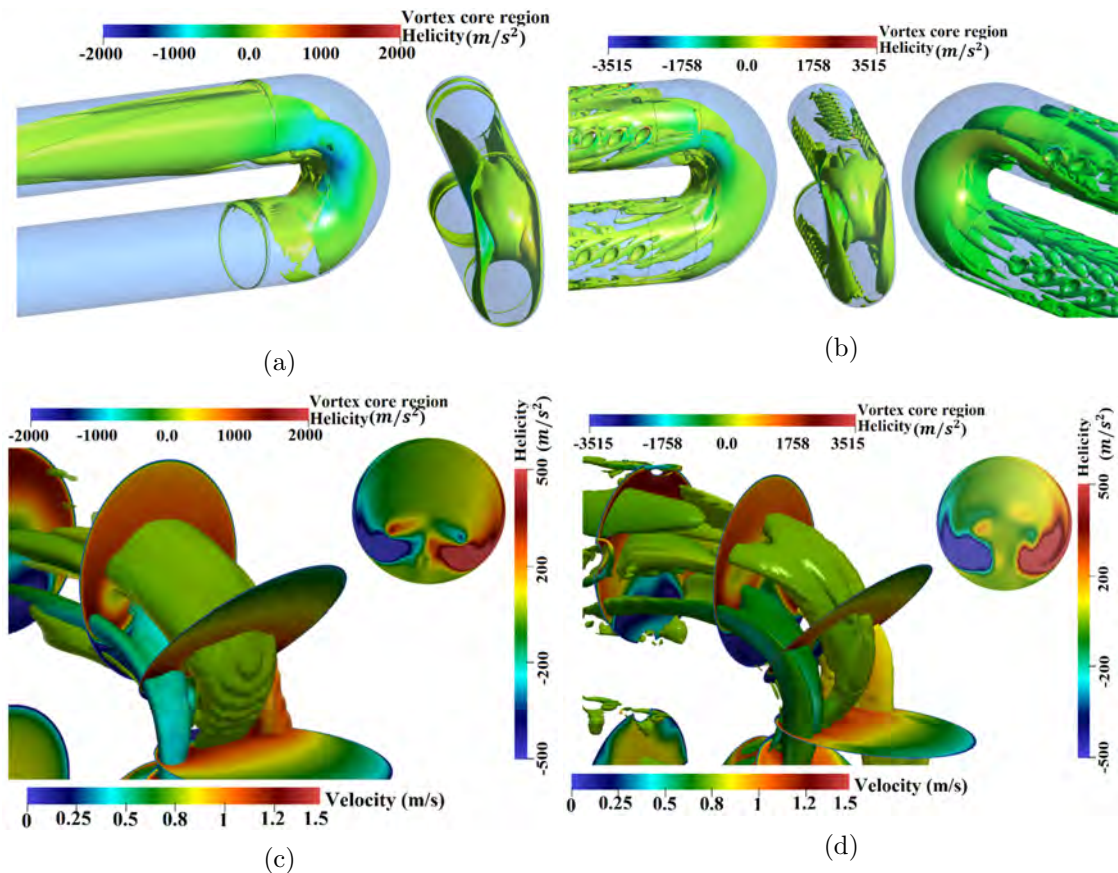 Vortex core region
Helicity(m/s²)
-2000 -1000 0.0 1000 2000
(a)
Vortex core region
Helicity(m/s²)
-3515 -1758 0.0 1758 3515
(b)
Vortex core region
Helicity(m/s²)
-2000 -1000 0.0 1000 2000
Helicity (m/s²)
500
200
-200
-500
Velocity (m/s)
0 0.25 0.5 0.8 1 1.5
(c)
Vortex core region
Helicity(m/s²)
-3515 -1758 0.0 1758 3515
Helicity (m/s²)
500
200
-200
-500
Velocity (m/s)
0 0.25 0.5 0.8 1 1.5
(d)